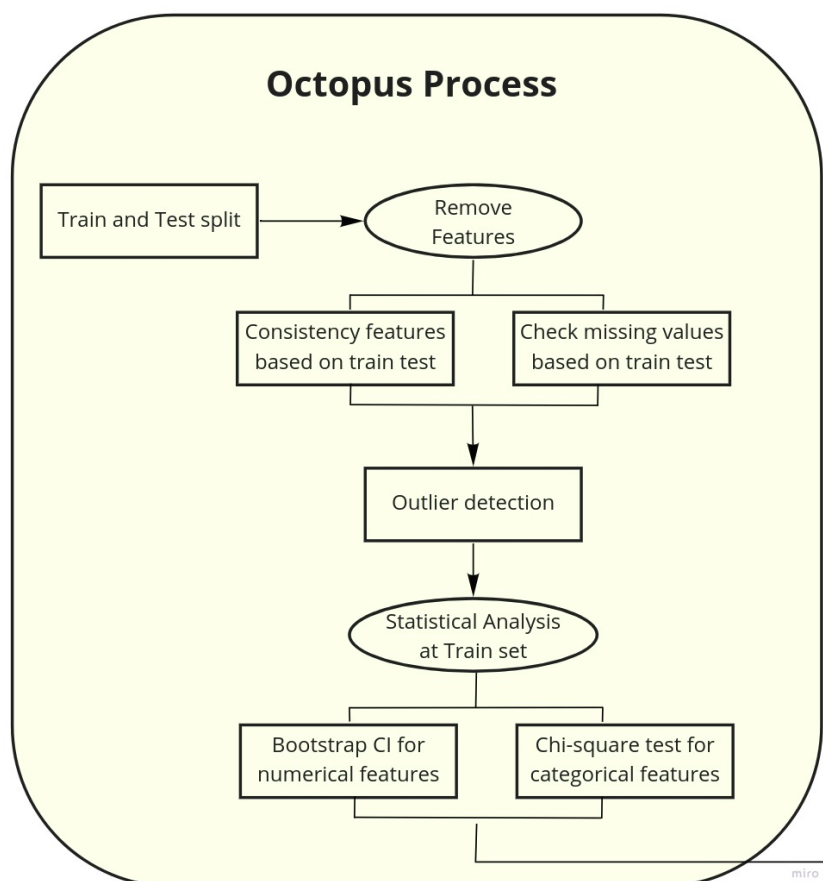 Octopus Process
Train and Test split
Remove
Features
Consistency features
based on train test
Check missing values
based on train test
Outlier detection
Statistical Analysis
at Train set
Bootstrap CI for
numerical features
Chi-square test for
categorical features
miro